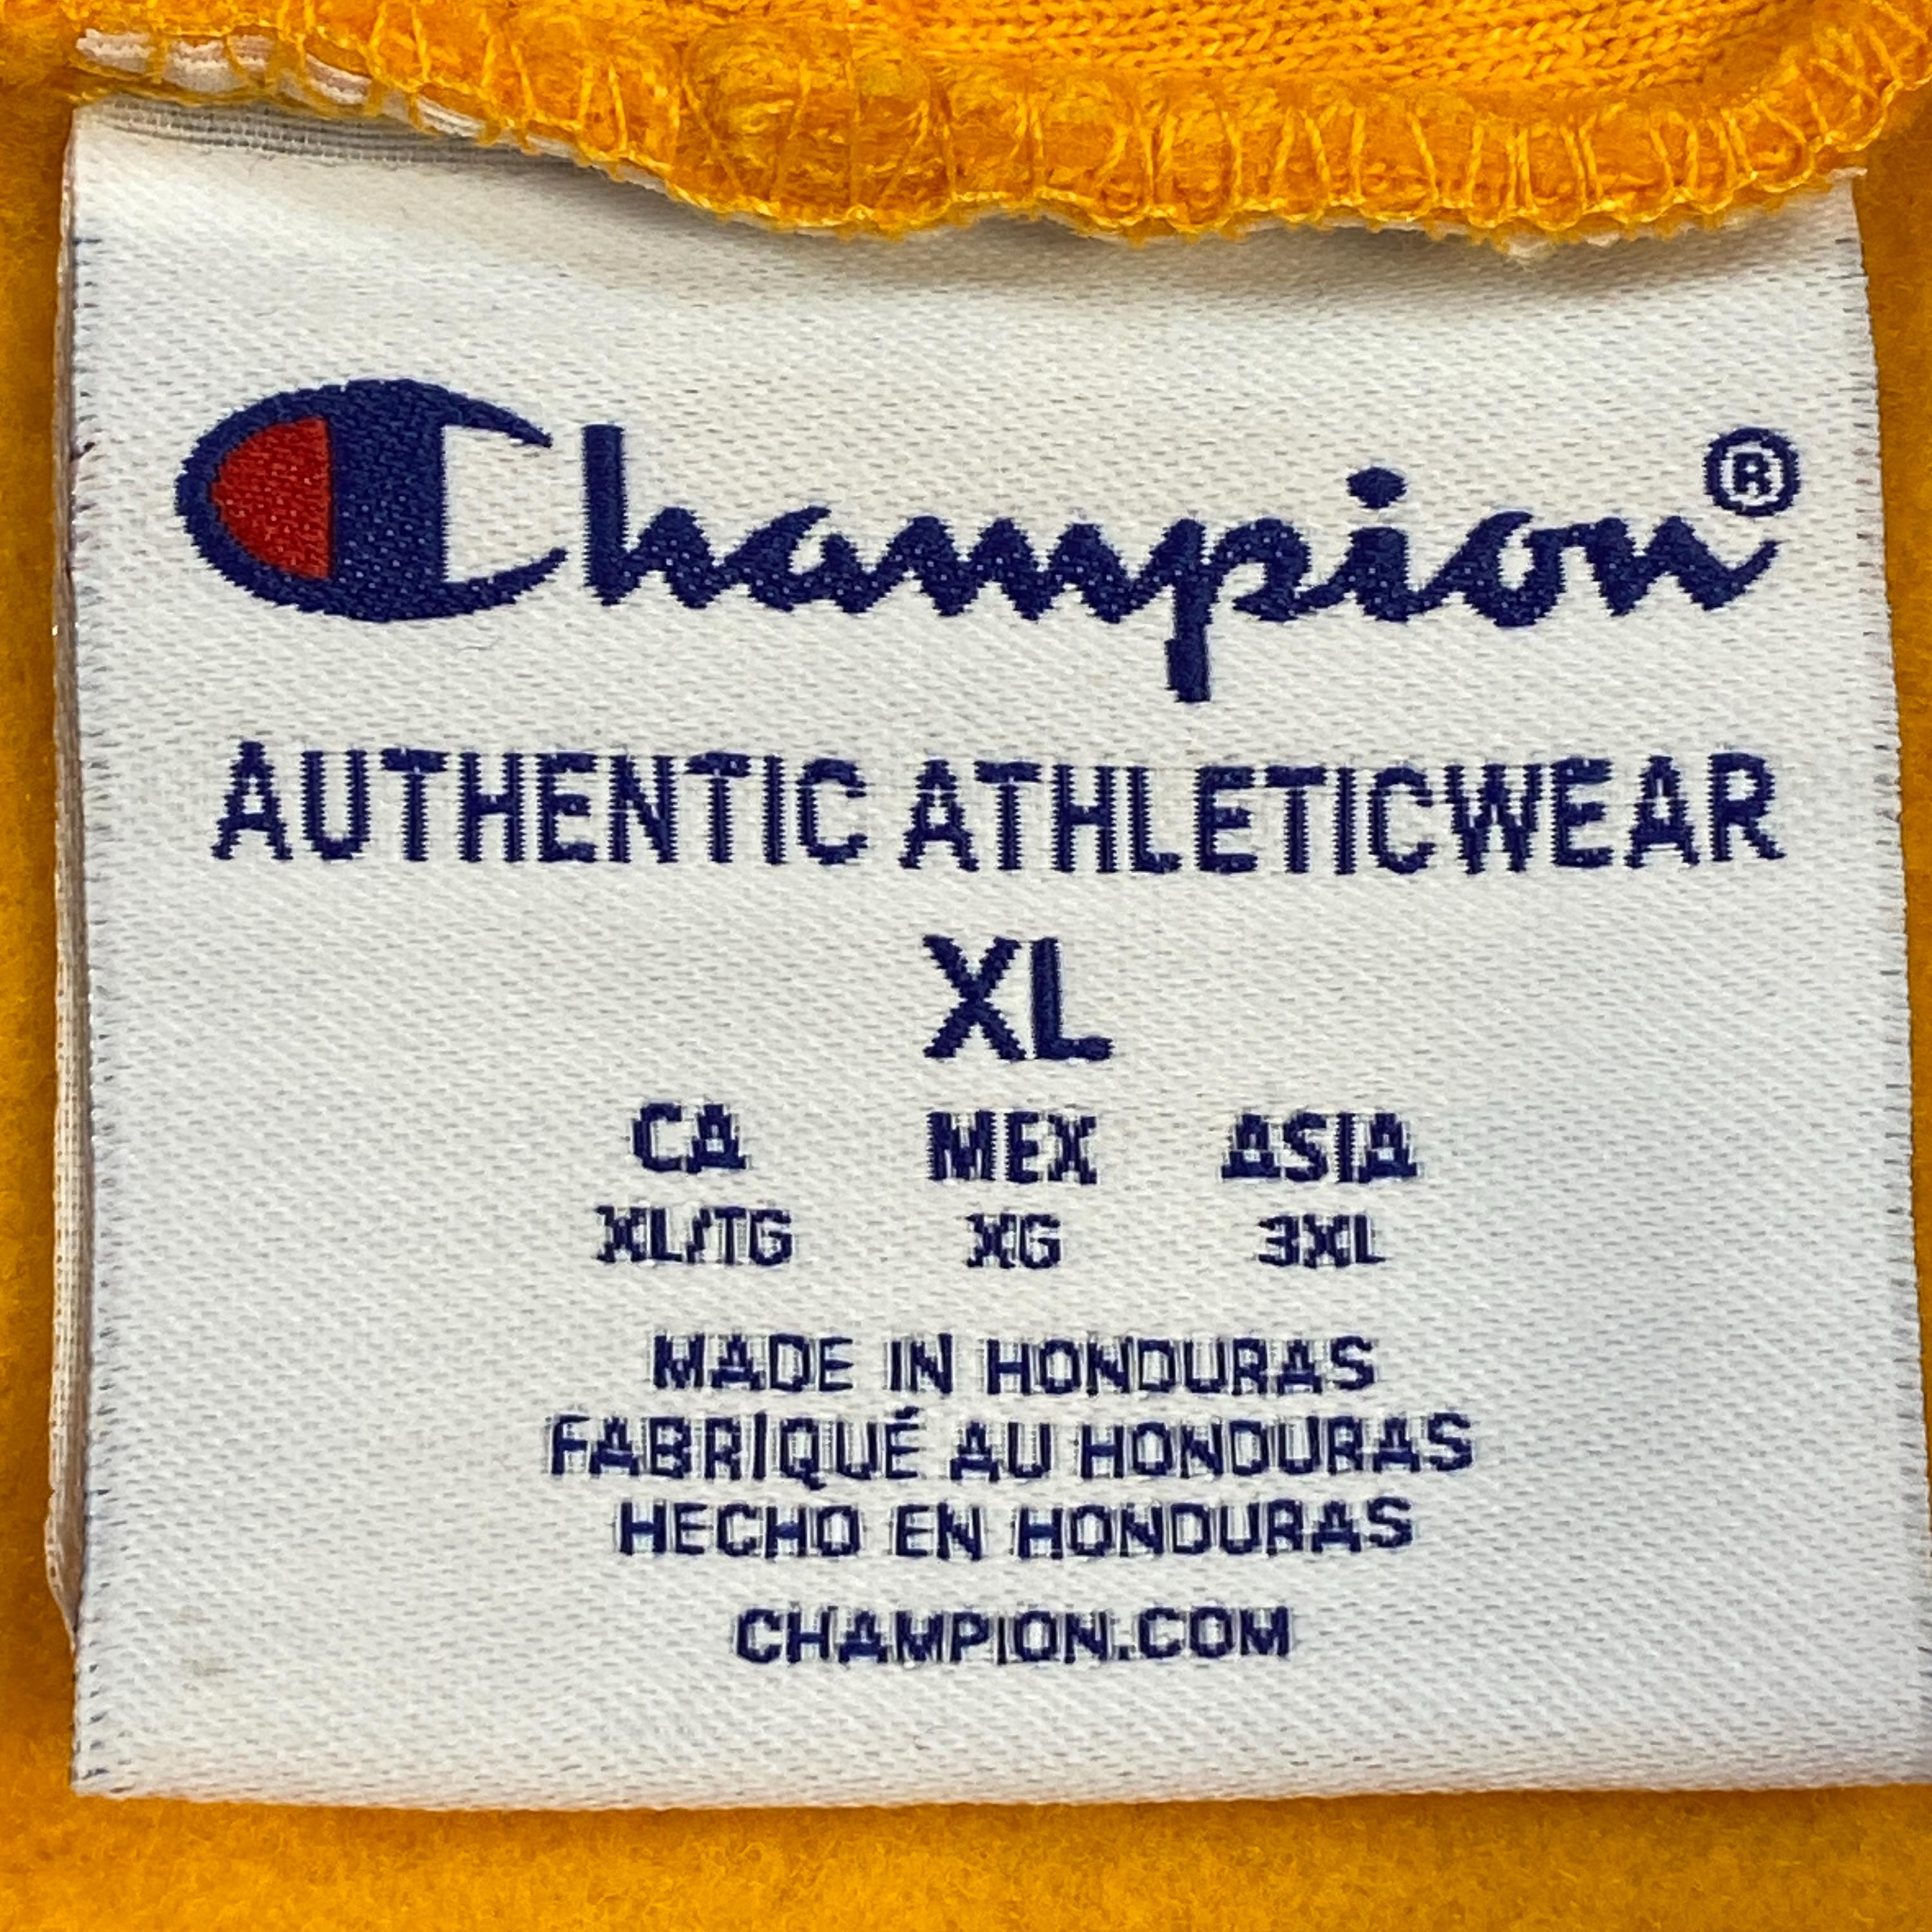 Champion®
AUTHENTIC ATHLETICWEAR
XL
CA MEX ASIA
XL/TG XG 3XL
MADE IN HONDURAS
FABRIQUÉ AU HONDURAS
HECHO EN HONDURAS
CHAMPION.COM